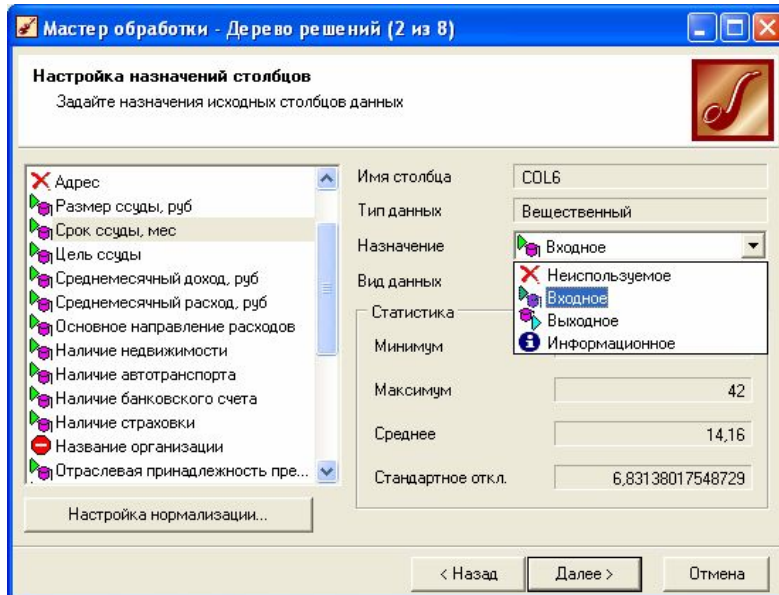 Мастер обработки - Дерево решений (2 из 8)
Настройка назначений столбцов
Задайте назначения исходных столбцов данных
Адрес
Размер ссуды, руб
Срок ссуды, мес
Цель ссуды
Среднемесячный доход, руб
Среднемесячный расход, руб
Основное направление расходов
Наличие недвижимости
Наличие автотранспорта
Наличие банковского счета
Наличие страховки
Название организации
Отраслевая принадлежность пре...
Настройка нормализации...
Имя столбца COL6
Тип данных Вещественный
Назначение Входное
Вид данных
Неиспользуемое
Входное
Выходное
Информационное
Статистика
Минимум
Максимум 42
Среднее 14,16
Стандартное откл. 6,83138017548729
< Назад Далее > Отмена